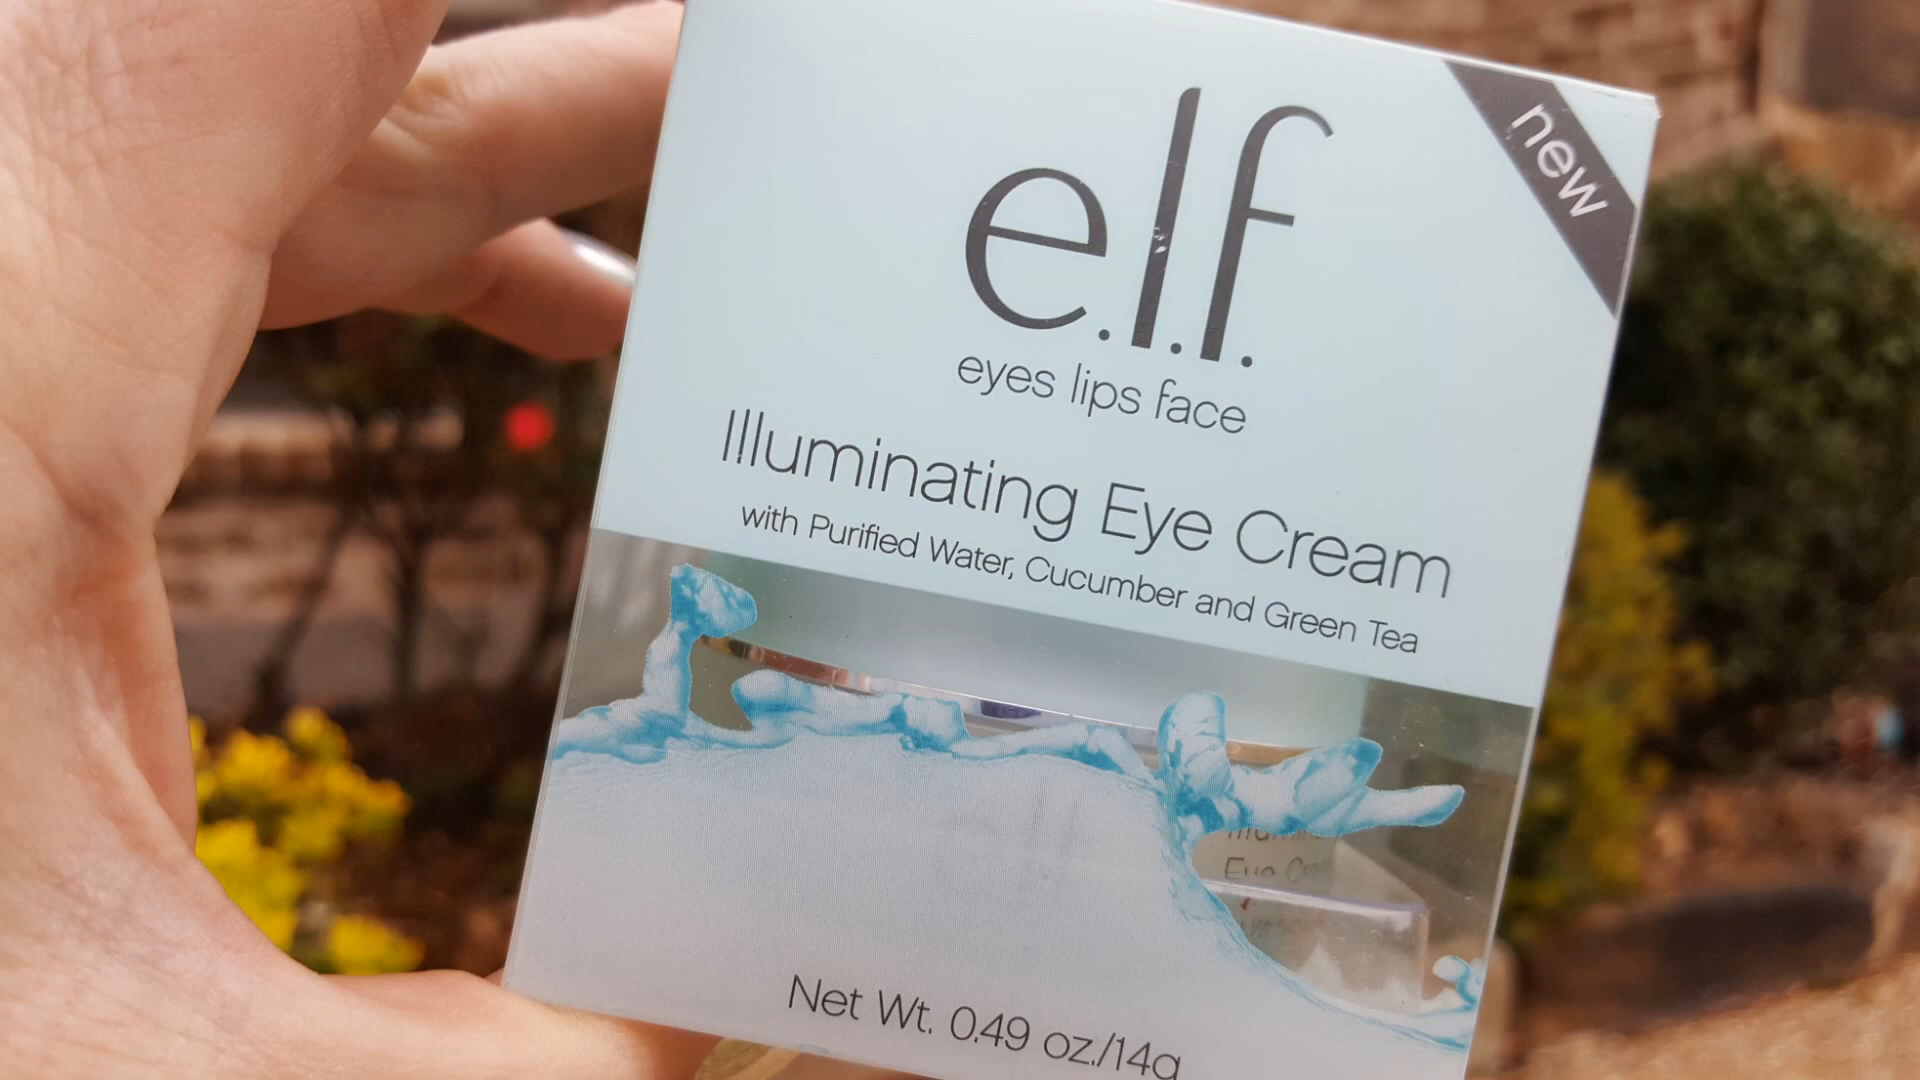 new
e.l.f.
eyes lips face
Illuminating Eye Cream
with Purified Water, Cucumber and Green Tea
Eye
Net Wt. 0.49 oz./14g